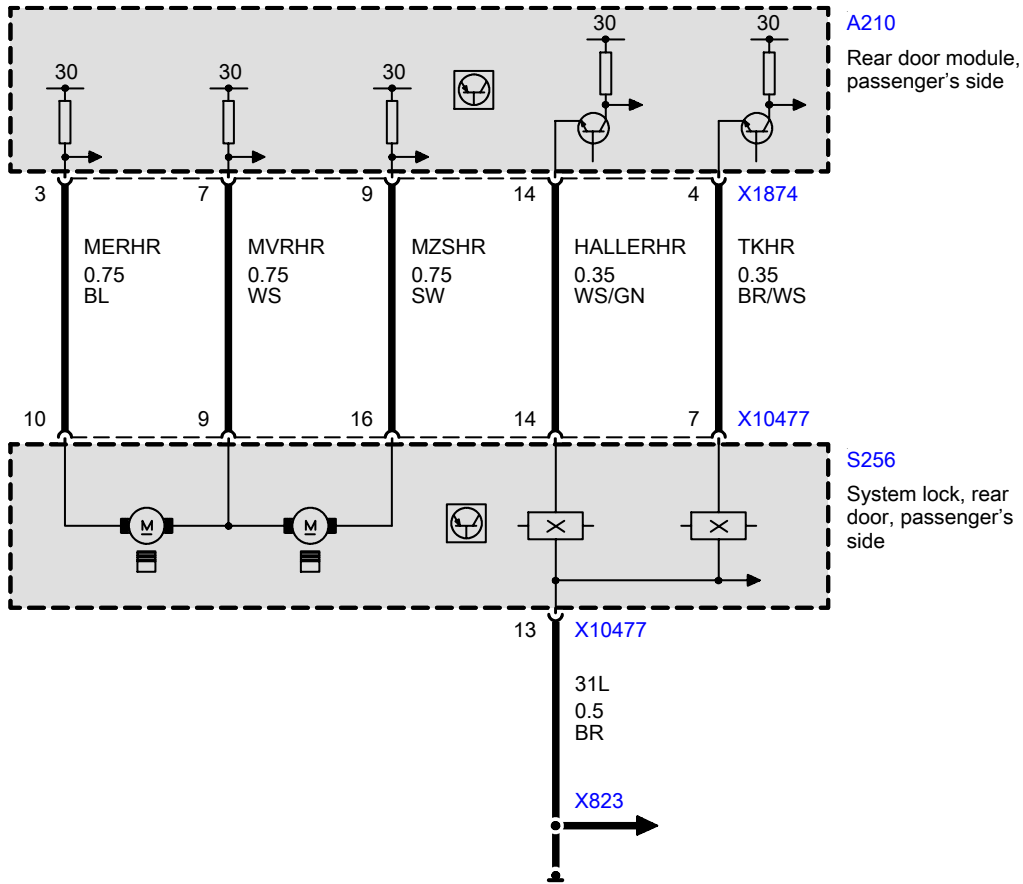 30
30
A210
Rear door module,
passenger's side
30
30
30
3
7
9
14
4
X1874
MERHR
0.75
BL
MVRHR
0.75
WS
MZSHR
0.75
SW
HALLERHR
0.35
WS/GN
TKHR
0.35
BR/WS
10
9
16
14
7
X10477
S256
System lock, rear
door, passenger's
side
M
M
13
X10477
31L
0.5
BR
X823